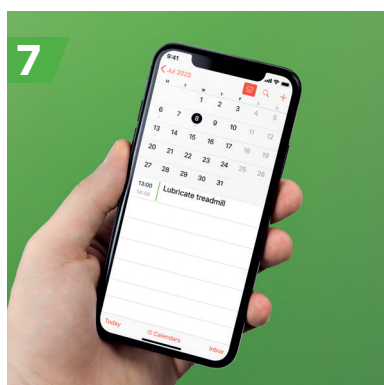 7
9:41
Jul 2020
M T W T F S S
1 2 3 4 5
6 7 8 9 10 11 12
13 14 15 16 17 18 19
20 21 22 23 24 25 26
27 28 29 30 31
13:00 Lubricate treadmill
14:00
Today Calendars Inbox